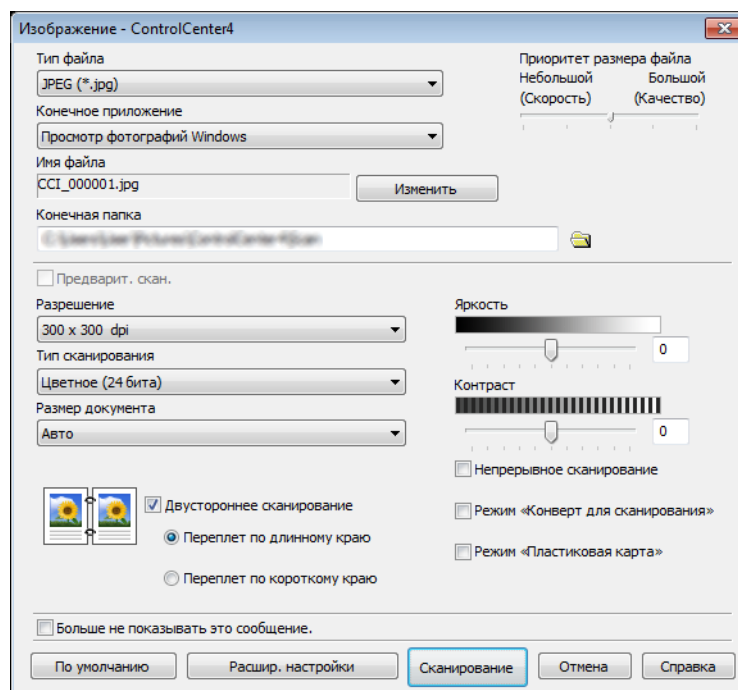 Изображение - ControlCenter4
Тип файла
JPEG (*.jpg)
Приоритет размера файла
Небольшой Большой
(Скорость) (Качество)
Конечное приложение
Просмотр фотографий Windows
Имя файла
CCI_000001.jpg
Изменить
Конечная папка
Предварит. скан.
Разрешение
300 x 300 dpi
Тип сканирования
Цветное (24 бита)
Размер документа
Авто
Яркость
0
Контраст
0
Непрерывное сканирование
Режим «Конверт для сканирования»
Режим «Пластиковая карта»
Двустороннее сканирование
Переплет по длинному краю
Переплет по короткому краю
Больше не показывать это сообщение.
По умолчанию Расшир. настройки Сканирование Отмена Справка